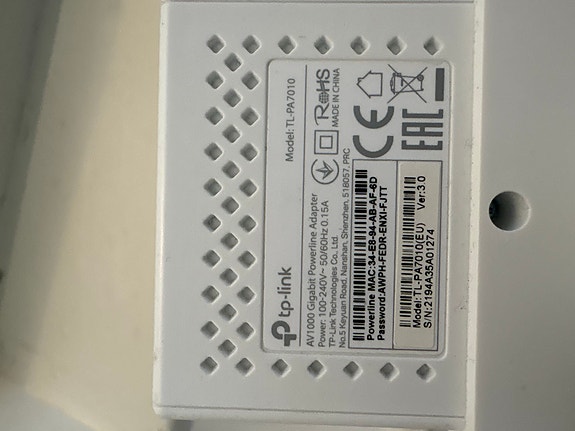 tp-link
Model: TL-PA7010
AV1000 Gigabit Powerline Adapter
Power: 100-240V~ 50/60Hz 0.15A
TP-Link Technologies Co., Ltd.
No.5 Keyuan Road, Nanshan, Shenzhen, 518057, PRC
RoHS
MADE IN CHINA
CE
EAC
Powerline MAC:34-E8-94-AB-AF-6D
Password:AWPH-FEDR-ENXI-FJTT
Model:TL-PA7010(EU) Ver:3.0
S/N:2194A35A01274